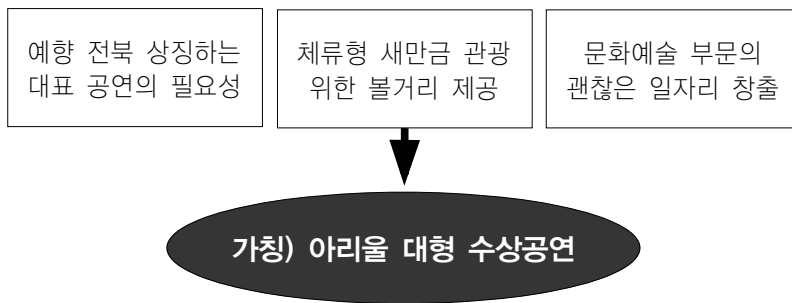 예향 전북 상징하는
대표 공연의 필요성
체류형 새만금 관광
위한 볼거리 제공
문화예술 부문의
괜찮은 일자리 창출
가칭) 아리울 대형 수상공연